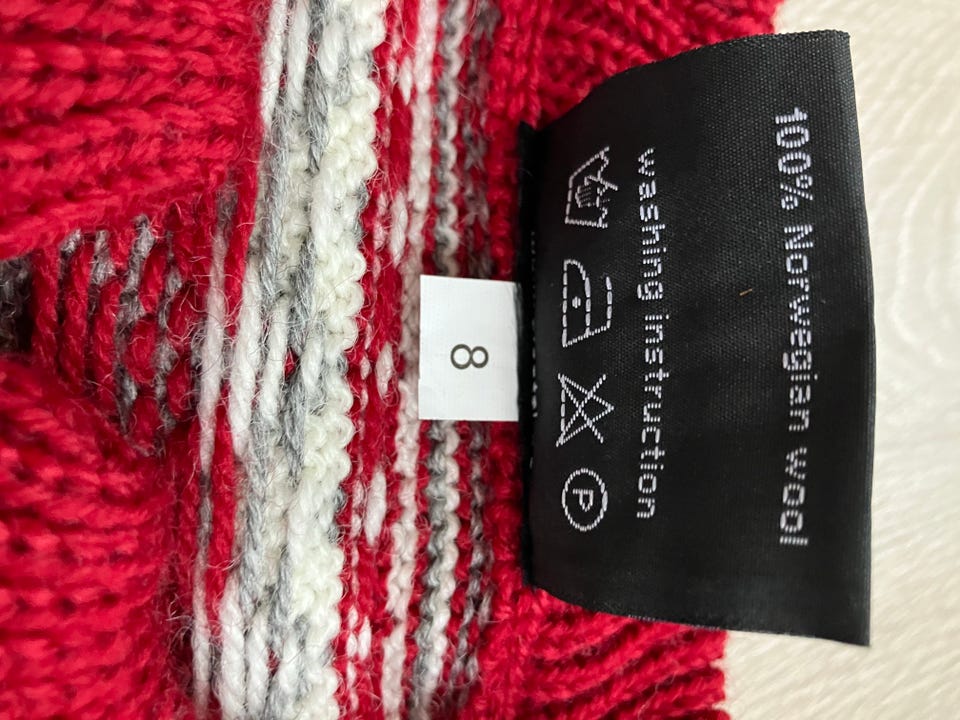 100% Norwegian wool
washing instruction
P
8